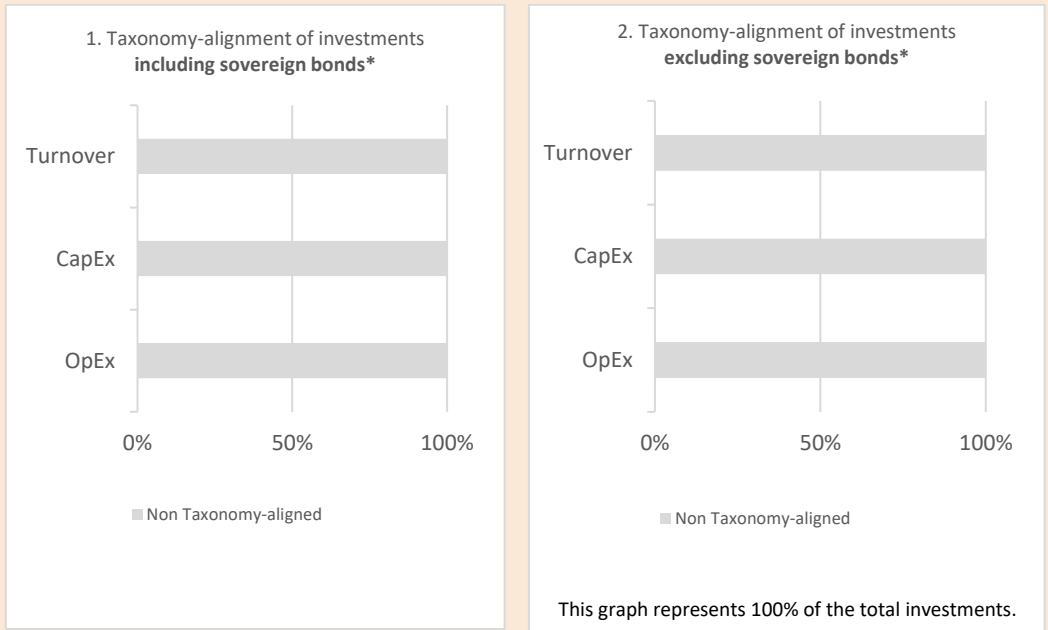 1. Taxonomy-alignment of investments
including sovereign bonds*
Turnover
CapEx
OpEx
0% 50% 100%
Non Taxonomy-aligned
2. Taxonomy-alignment of investments
excluding sovereign bonds*
Turnover
CapEx
OpEx
0% 50% 100%
Non Taxonomy-aligned
This graph represents 100% of the total investments.